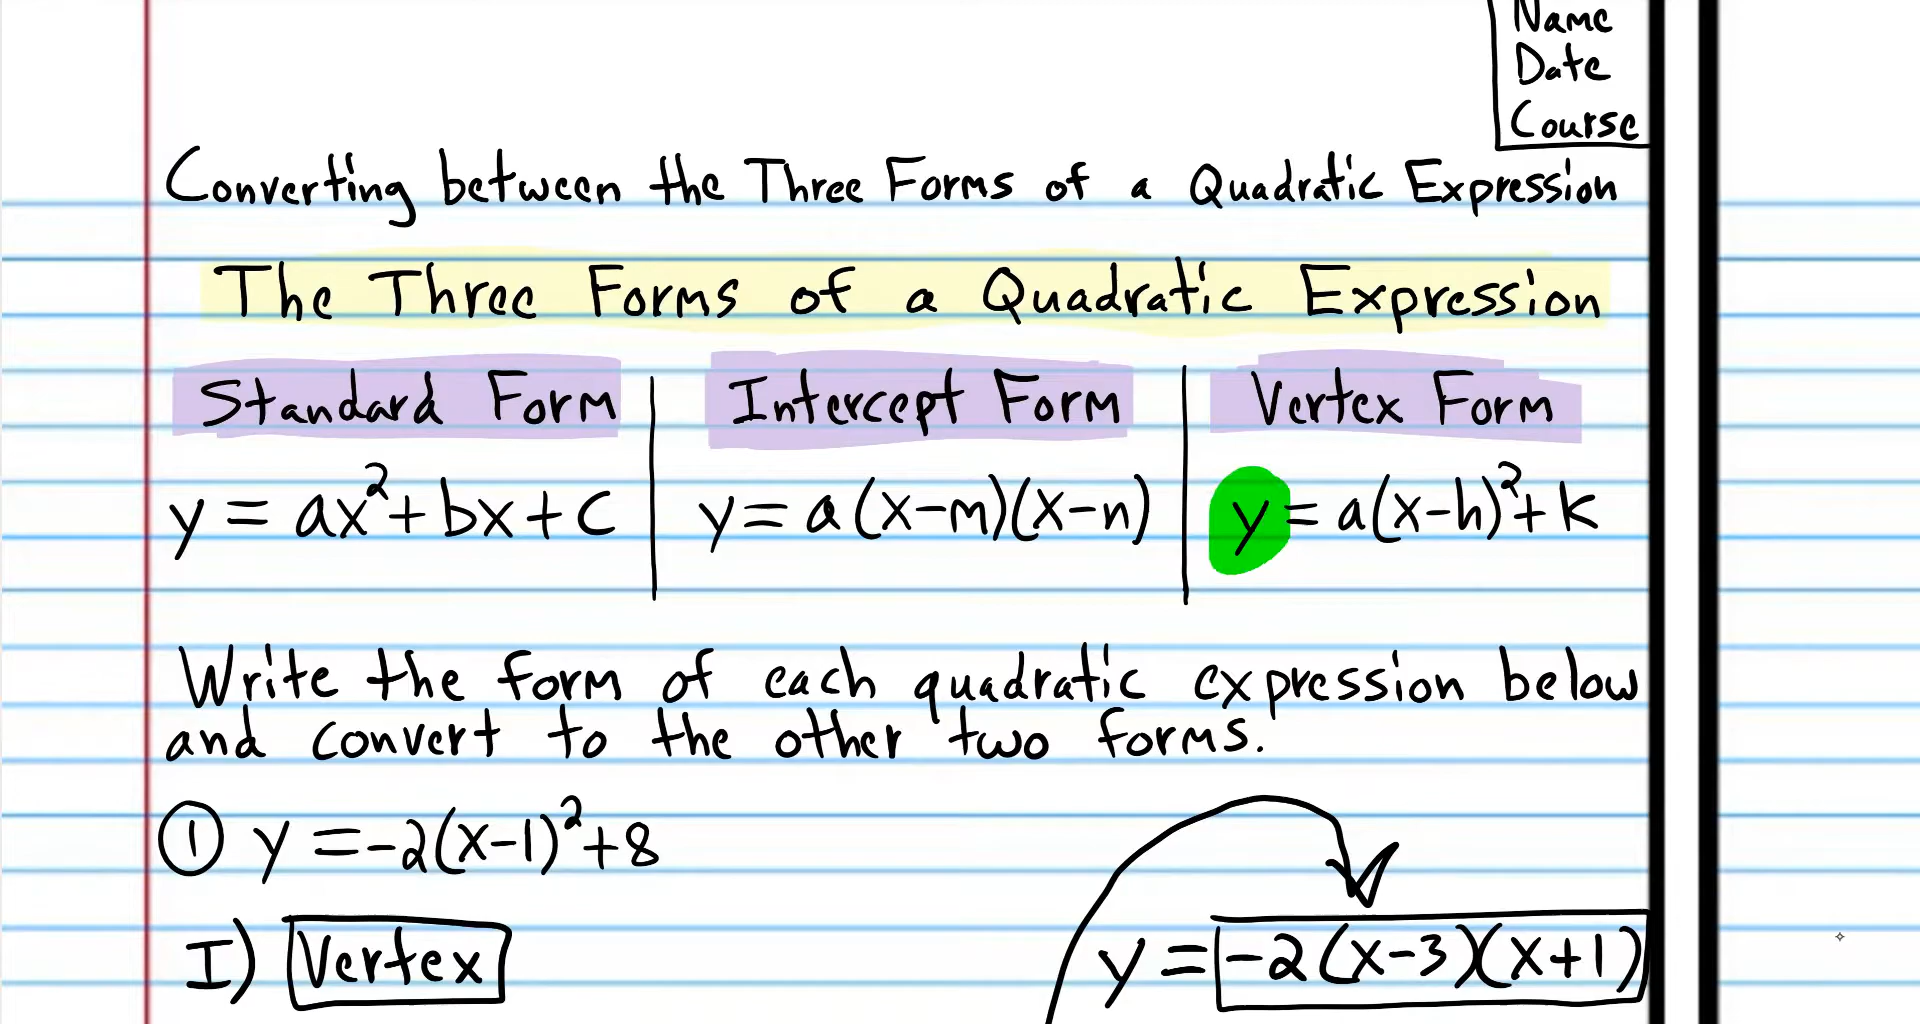 Name
Date
Course
Converting between the Three Forms of a Quadratic Expression
The Three Forms of a Quadratic Expression
Standard Form
Intercept Form
Vertex Form
y = ax²+bx+c
y=a(x-m)(x-n)
y=a(x-h)²+k
Write the form of each quadratic expression below
and convert to the other two forms.
① y =-2(x-1)²+8
I) Vertex
y =-2(x-3)(x+1)